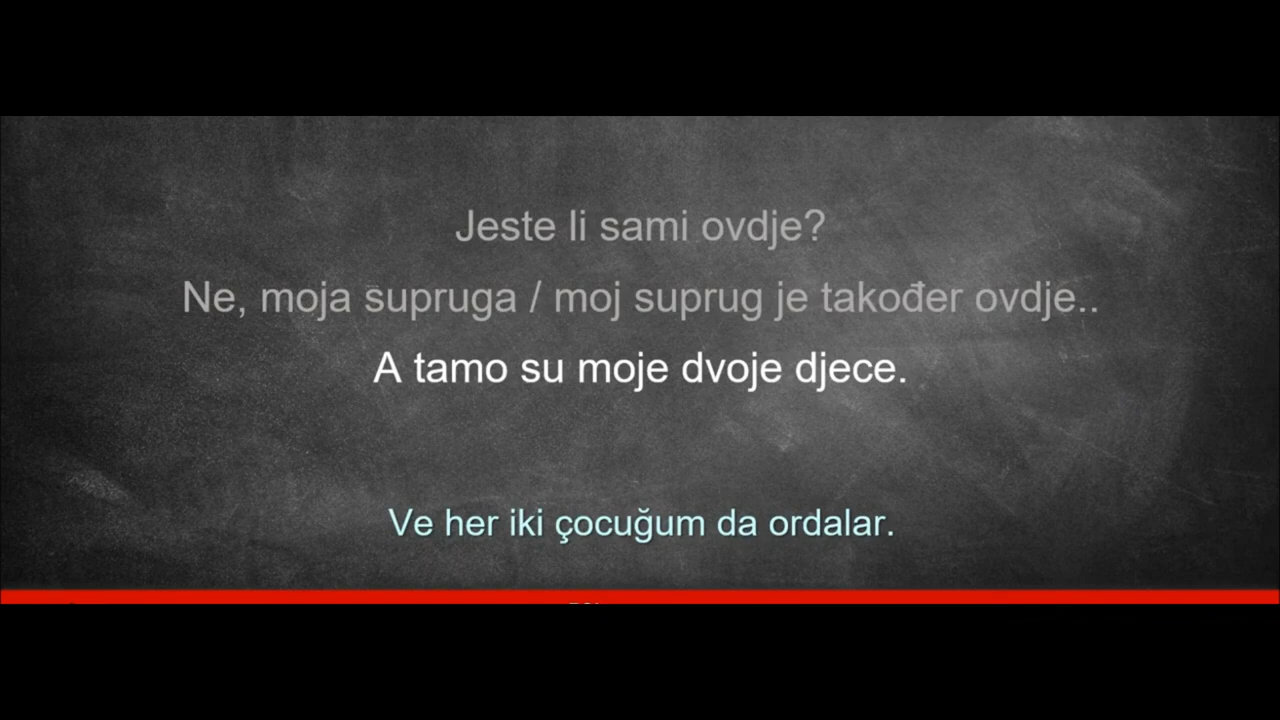 Jeste li sami ovdje?
Ne, moja supruga / moj suprug je također ovdje..
A tamo su moje dvoje djece.
Ve her iki çocuğum da ordalar.